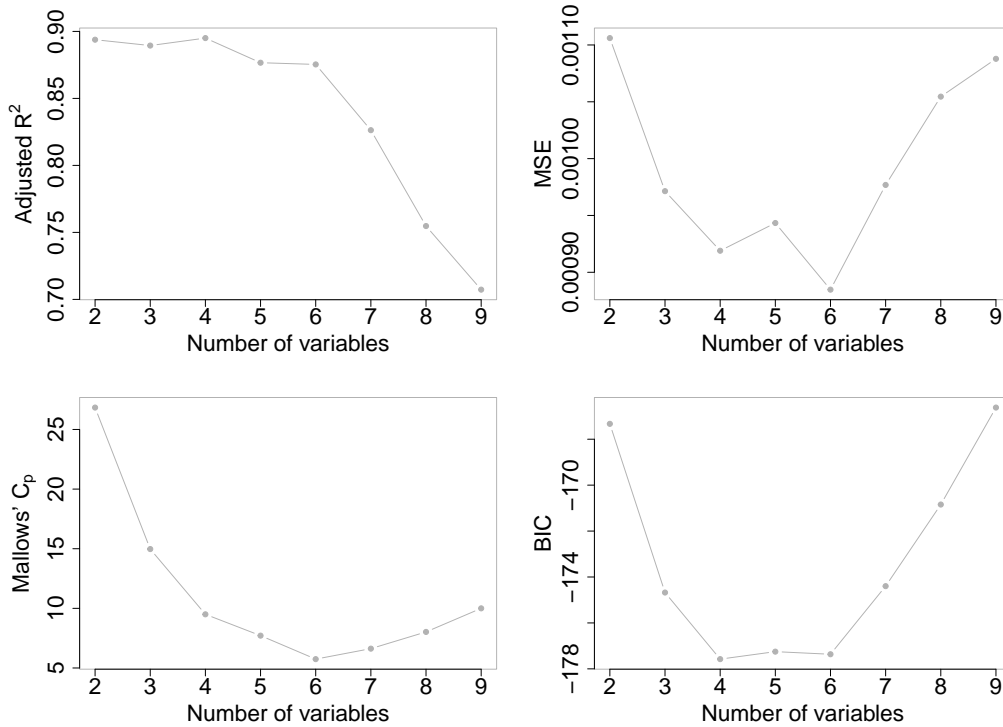 Adjusted R²
0.90
0.85
0.80
0.75
0.70
2 3 4 5 6 7 8 9
Number of variables
MSE
0.00110
0.00100
0.00090
2 3 4 5 6 7 8 9
Number of variables
Mallows' Cₚ
25
20
15
10
5
2 3 4 5 6 7 8 9
Number of variables
BIC
−170
−174
−178
2 3 4 5 6 7 8 9
Number of variables